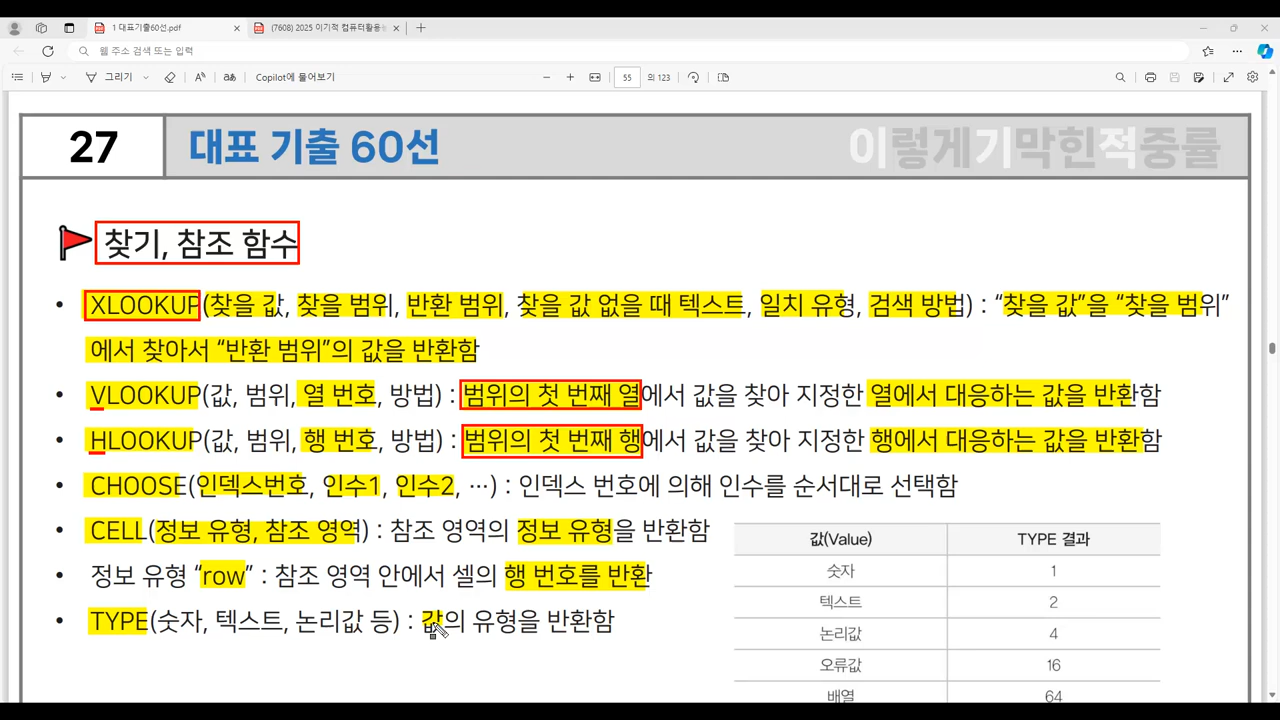 1 대표기출60선.pdf
(7608) 2025 이기적 컴퓨터활용능
웹 주소 검색 또는 입력
그리기
Copilot에 물어보기
55 의 123
27
대표 기출 60선
이렇게기막힌적중률
찾기, 참조 함수
• XLOOKUP(찾을 값, 찾을 범위, 반환 범위, 찾을 값 없을 때 텍스트, 일치 유형, 검색 방법) : “찾을 값”을 “찾을 범위”
에서 찾아서 “반환 범위”의 값을 반환함
• VLOOKUP(값, 범위, 열 번호, 방법) : 범위의 첫 번째 열에서 값을 찾아 지정한 열에서 대응하는 값을 반환함
• HLOOKUP(값, 범위, 행 번호, 방법) : 범위의 첫 번째 행에서 값을 찾아 지정한 행에서 대응하는 값을 반환함
• CHOOSE(인덱스번호, 인수1, 인수2, …) : 인덱스 번호에 의해 인수를 순서대로 선택함
• CELL(정보 유형, 참조 영역) : 참조 영역의 정보 유형을 반환함
• 정보 유형 “row” : 참조 영역 안에서 셀의 행 번호를 반환
• TYPE(숫자, 텍스트, 논리값 등) : 값의 유형을 반환함
값(Value) TYPE 결과
숫자 1
텍스트 2
논리값 4
오류값 16
배열 64